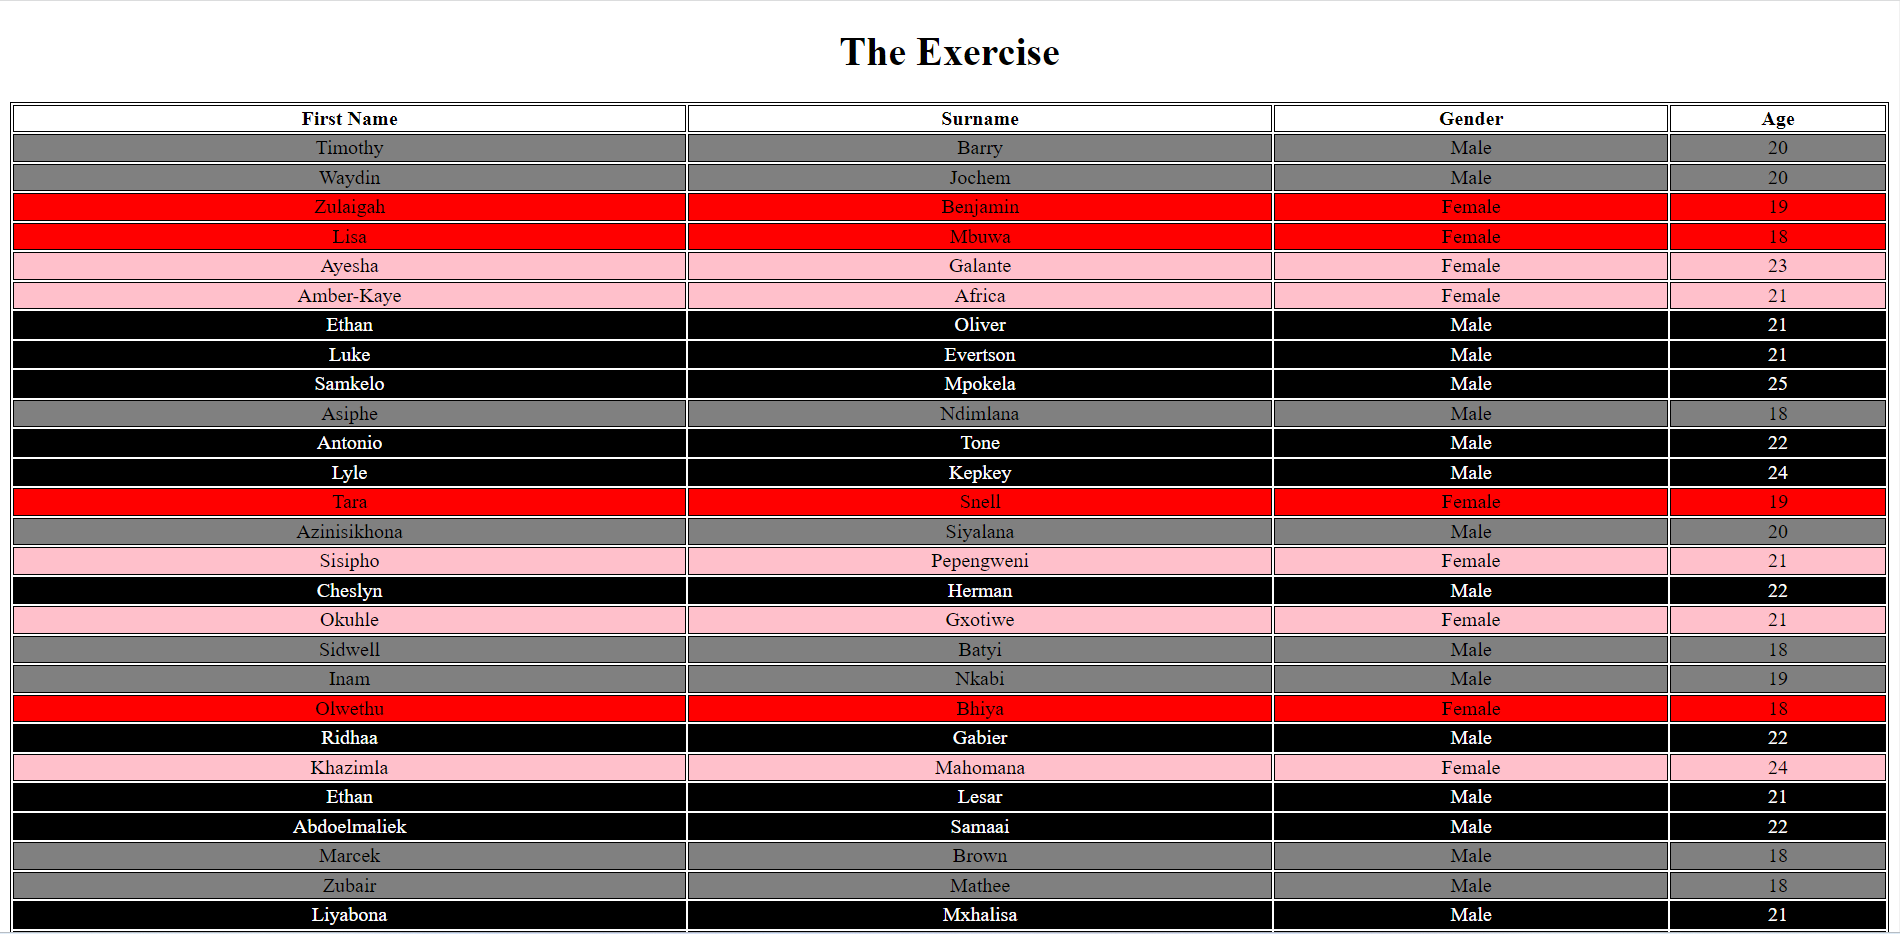 The Exercise
First Name Surname Gender Age
Timothy Barry Male 20
Waydin Jochem Male 20
Zulaigah Benjamin Female 19
Lisa Mbuwa Female 18
Ayesha Galante Female 23
Amber-Kaye Africa Female 21
Ethan Oliver Male 21
Luke Evertson Male 21
Samkelo Mpokela Male 25
Asiphe Ndimlana Male 18
Antonio Tone Male 22
Lyle Kepkey Male 24
Tara Snell Female 19
Azinisikhona Siyalana Male 20
Sisipho Pepengweni Female 21
Cheslyn Herman Male 22
Okuhle Gxotiwe Female 21
Sidwell Batyi Male 18
Inam Nkabi Male 19
Olwethu Bhiya Female 18
Ridhaa Gabier Male 22
Khazimla Mahomana Female 24
Ethan Lesar Male 21
Abdoelmaliek Samaai Male 22
Marcek Brown Male 18
Zubair Mathee Male 18
Liyabona Mxhalisa Male 21